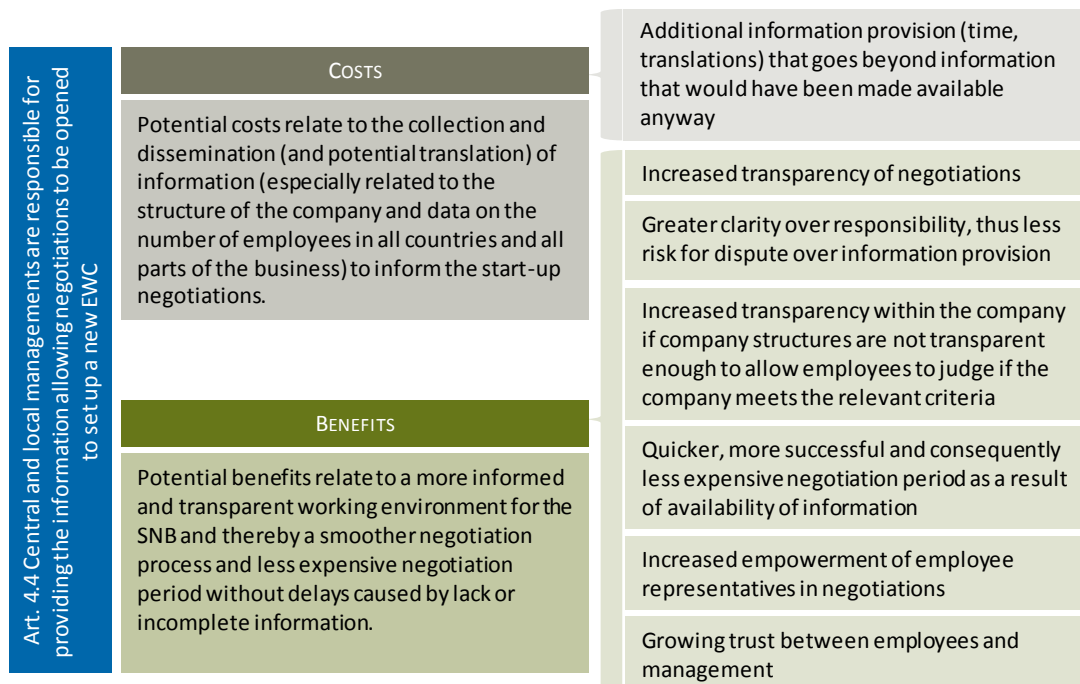 Art. 4.4 Central and local managements are responsible for
providing the information allowing negotiations to be opened
to set up a new EWC
COSTS
Potential costs relate to the collection and
dissemination (and potential translation) of
information (especially related to the
structure of the company and data on the
number of employees in all countries and all
parts of the business) to inform the start-up
negotiations.
Additional information provision (time,
translations) that goes beyond information
that would have been made available
anyway
BENEFITS
Potential benefits relate to a more informed
and transparent working environment for the
SNB and thereby a smoother negotiation
process and less expensive negotiation
period without delays caused by lack or
incomplete information.
Increased transparency of negotiations
Greater clarity over responsibility, thus less
risk for dispute over information provision
Increased transparency within the company
if company structures are not transparent
enough to allow employees to judge if the
company meets the relevant criteria
Quicker, more successful and consequently
less expensive negotiation period as a result
of availability of information
Increased empowerment of employee
representatives in negotiations
Growing trust between employees and
management